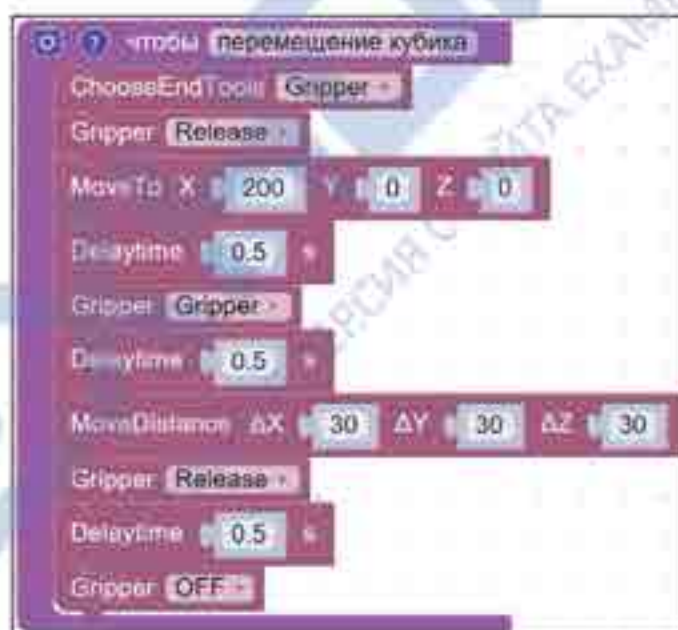 ? чтобы перемещение кубика
ChooseEndTools Gripper
Gripper Release
MoveTo X 200 Y 0 Z 0
Delaytime 0.5 s
Gripper Gripper
Delaytime 0.5 s
MoveDistance ΔX 30 ΔY 30 ΔZ 30
Gripper Release
Delaytime 0.5 s
Gripper OFF